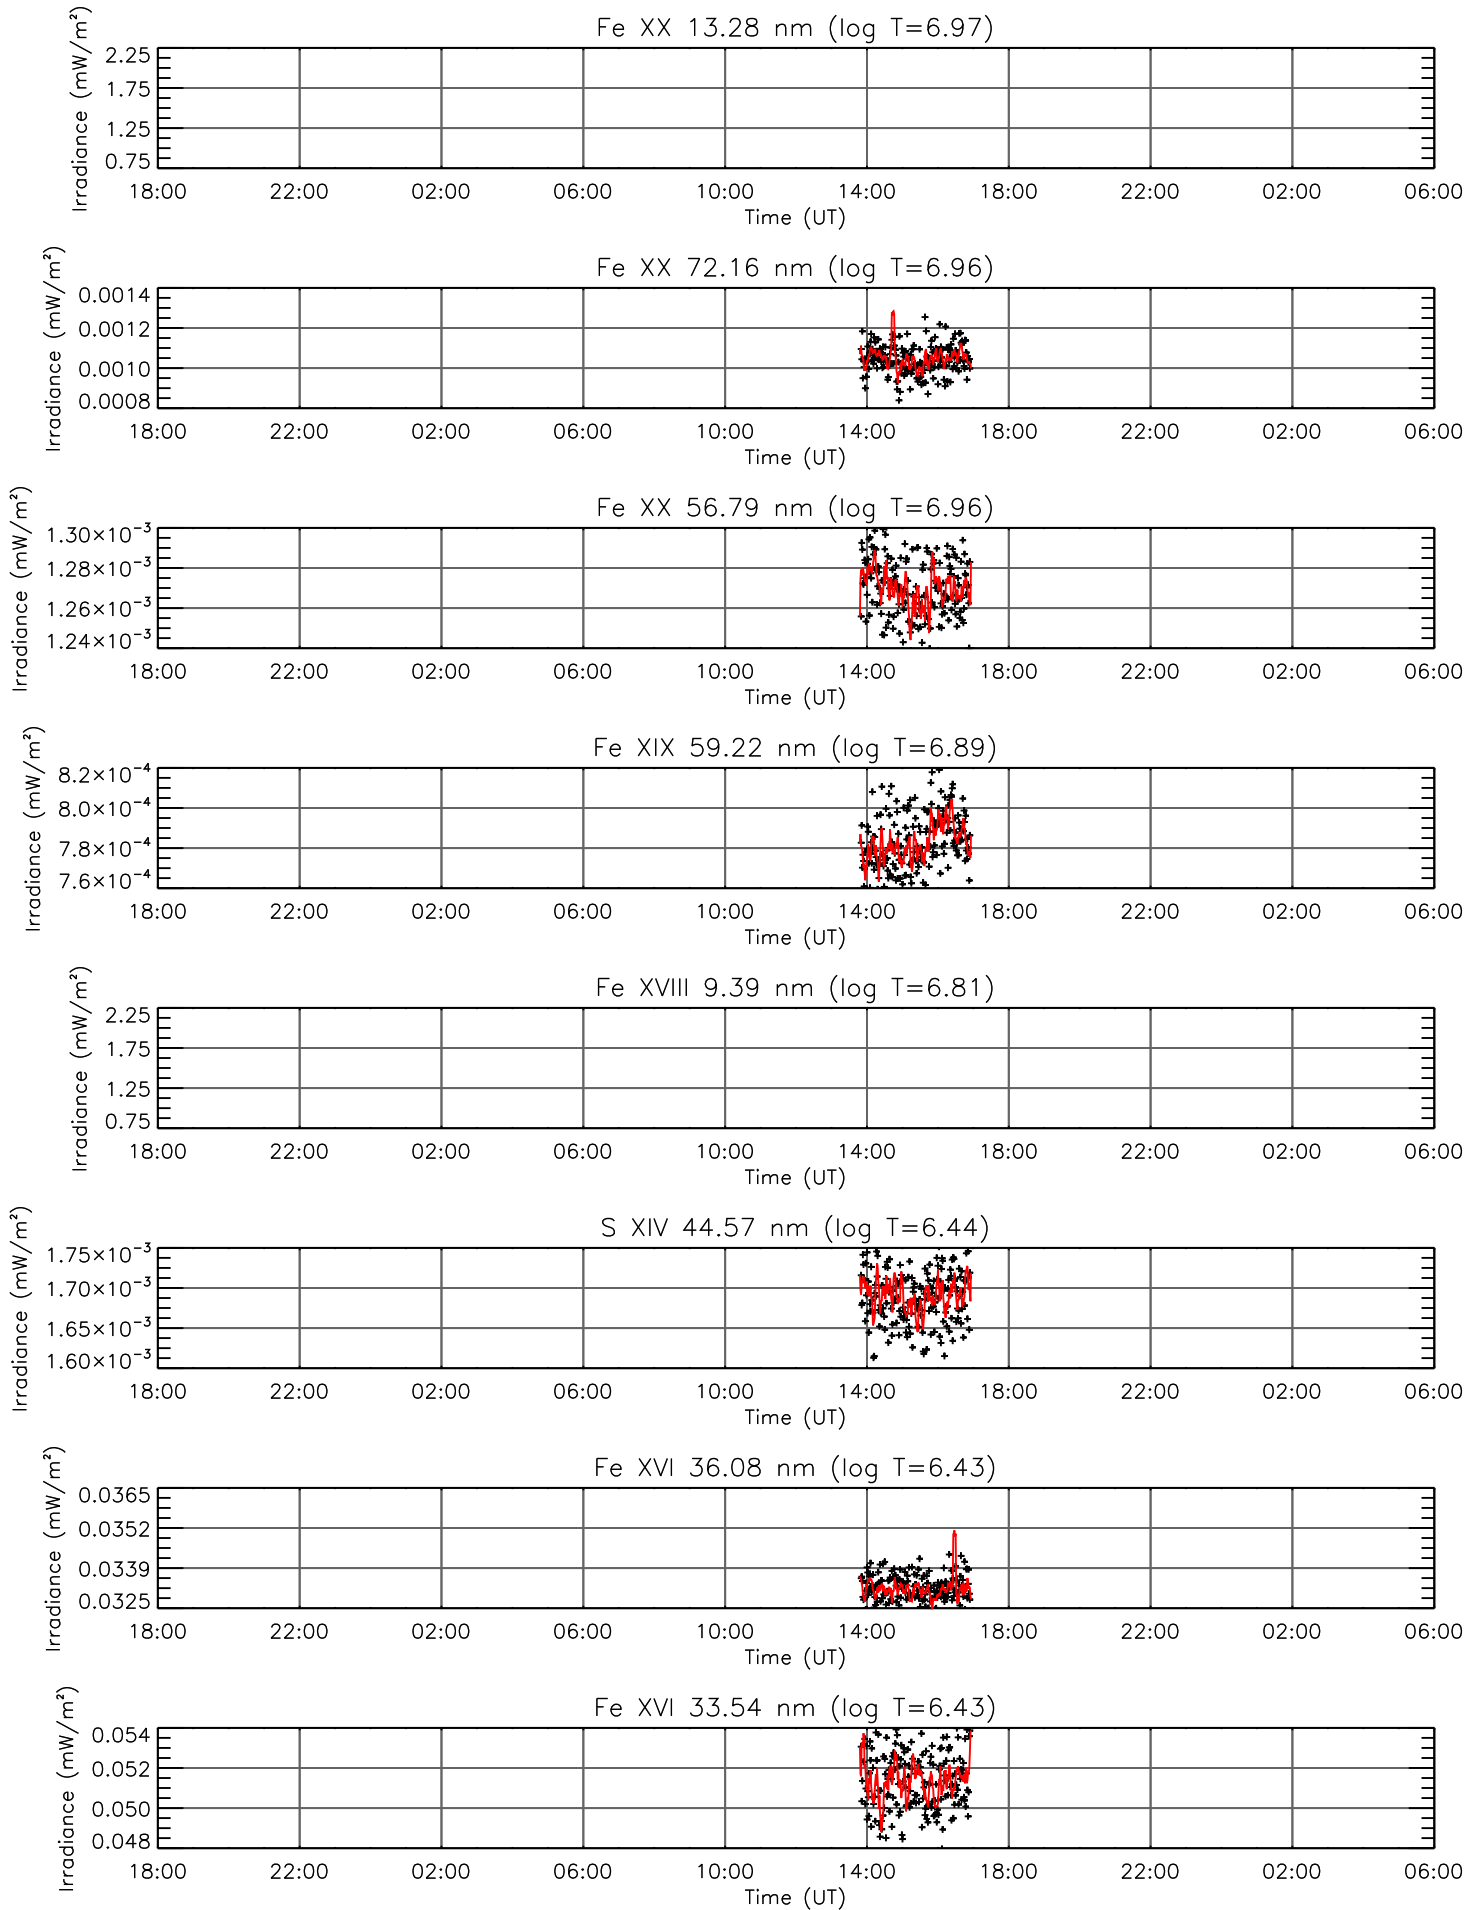 Fe XX 13.28 nm (log T=6.97)
Irradiance (mW/m²)
2.25
1.75
1.25
0.75
18:00 22:00 02:00 06:00 10:00 14:00 18:00 22:00 02:00 06:00
Time (UT)
Fe XX 72.16 nm (log T=6.96)
Irradiance (mW/m²)
0.0014
0.0012
0.0010
0.0008
18:00 22:00 02:00 06:00 10:00 14:00 18:00 22:00 02:00 06:00
Time (UT)
Fe XX 56.79 nm (log T=6.96)
Irradiance (mW/m²)
1.30×10⁻³
1.28×10⁻³
1.26×10⁻³
1.24×10⁻³
18:00 22:00 02:00 06:00 10:00 14:00 18:00 22:00 02:00 06:00
Time (UT)
Fe XIX 59.22 nm (log T=6.89)
Irradiance (mW/m²)
8.2×10⁻⁴
8.0×10⁻⁴
7.8×10⁻⁴
7.6×10⁻⁴
18:00 22:00 02:00 06:00 10:00 14:00 18:00 22:00 02:00 06:00
Time (UT)
Fe XVIII 9.39 nm (log T=6.81)
Irradiance (mW/m²)
2.25
1.75
1.25
0.75
18:00 22:00 02:00 06:00 10:00 14:00 18:00 22:00 02:00 06:00
Time (UT)
S XIV 44.57 nm (log T=6.44)
Irradiance (mW/m²)
1.75×10⁻³
1.70×10⁻³
1.65×10⁻³
1.60×10⁻³
18:00 22:00 02:00 06:00 10:00 14:00 18:00 22:00 02:00 06:00
Time (UT)
Fe XVI 36.08 nm (log T=6.43)
Irradiance (mW/m²)
0.0365
0.0352
0.0339
0.0325
18:00 22:00 02:00 06:00 10:00 14:00 18:00 22:00 02:00 06:00
Time (UT)
Fe XVI 33.54 nm (log T=6.43)
Irradiance (mW/m²)
0.054
0.052
0.050
0.048
18:00 22:00 02:00 06:00 10:00 14:00 18:00 22:00 02:00 06:00
Time (UT)